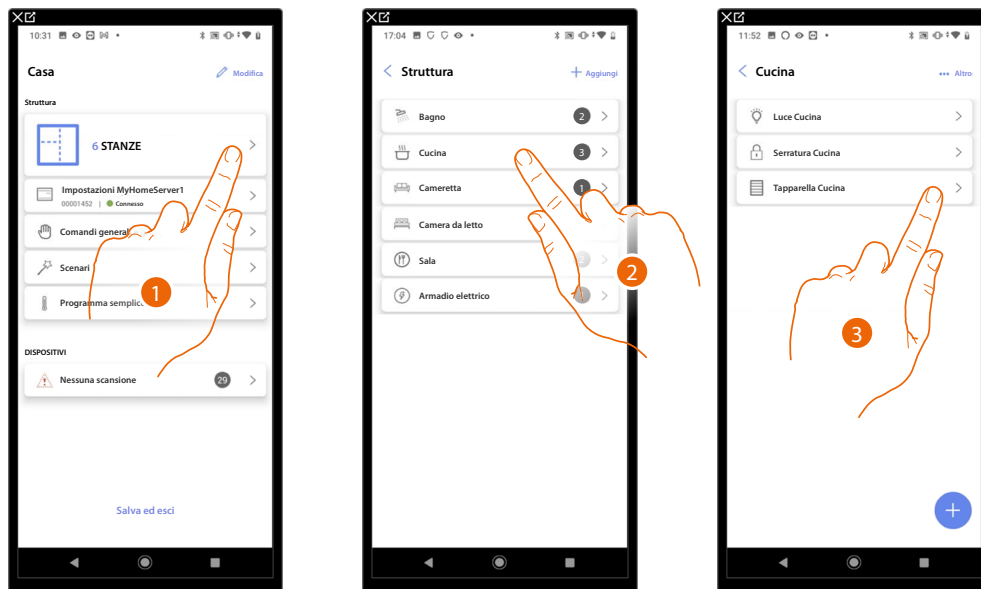 10:31
Casa
Modifica
Struttura
6 STANZE
Impostazioni MyHomeServer1
00001452 | Connesso
Comandi general
Scenari
1
Programma semplic
DISPOSITIVI
Nessuna scansione
29
Salva ed esci
17:04
Struttura
Aggiungi
Bagno
2
Cucina
3
Cameretta
1
Camera da letto
2
Sala
Armadio elettrico
11:52
Cucina
Altro
Luce Cucina
Serratura Cucina
Tapparella Cucina
3